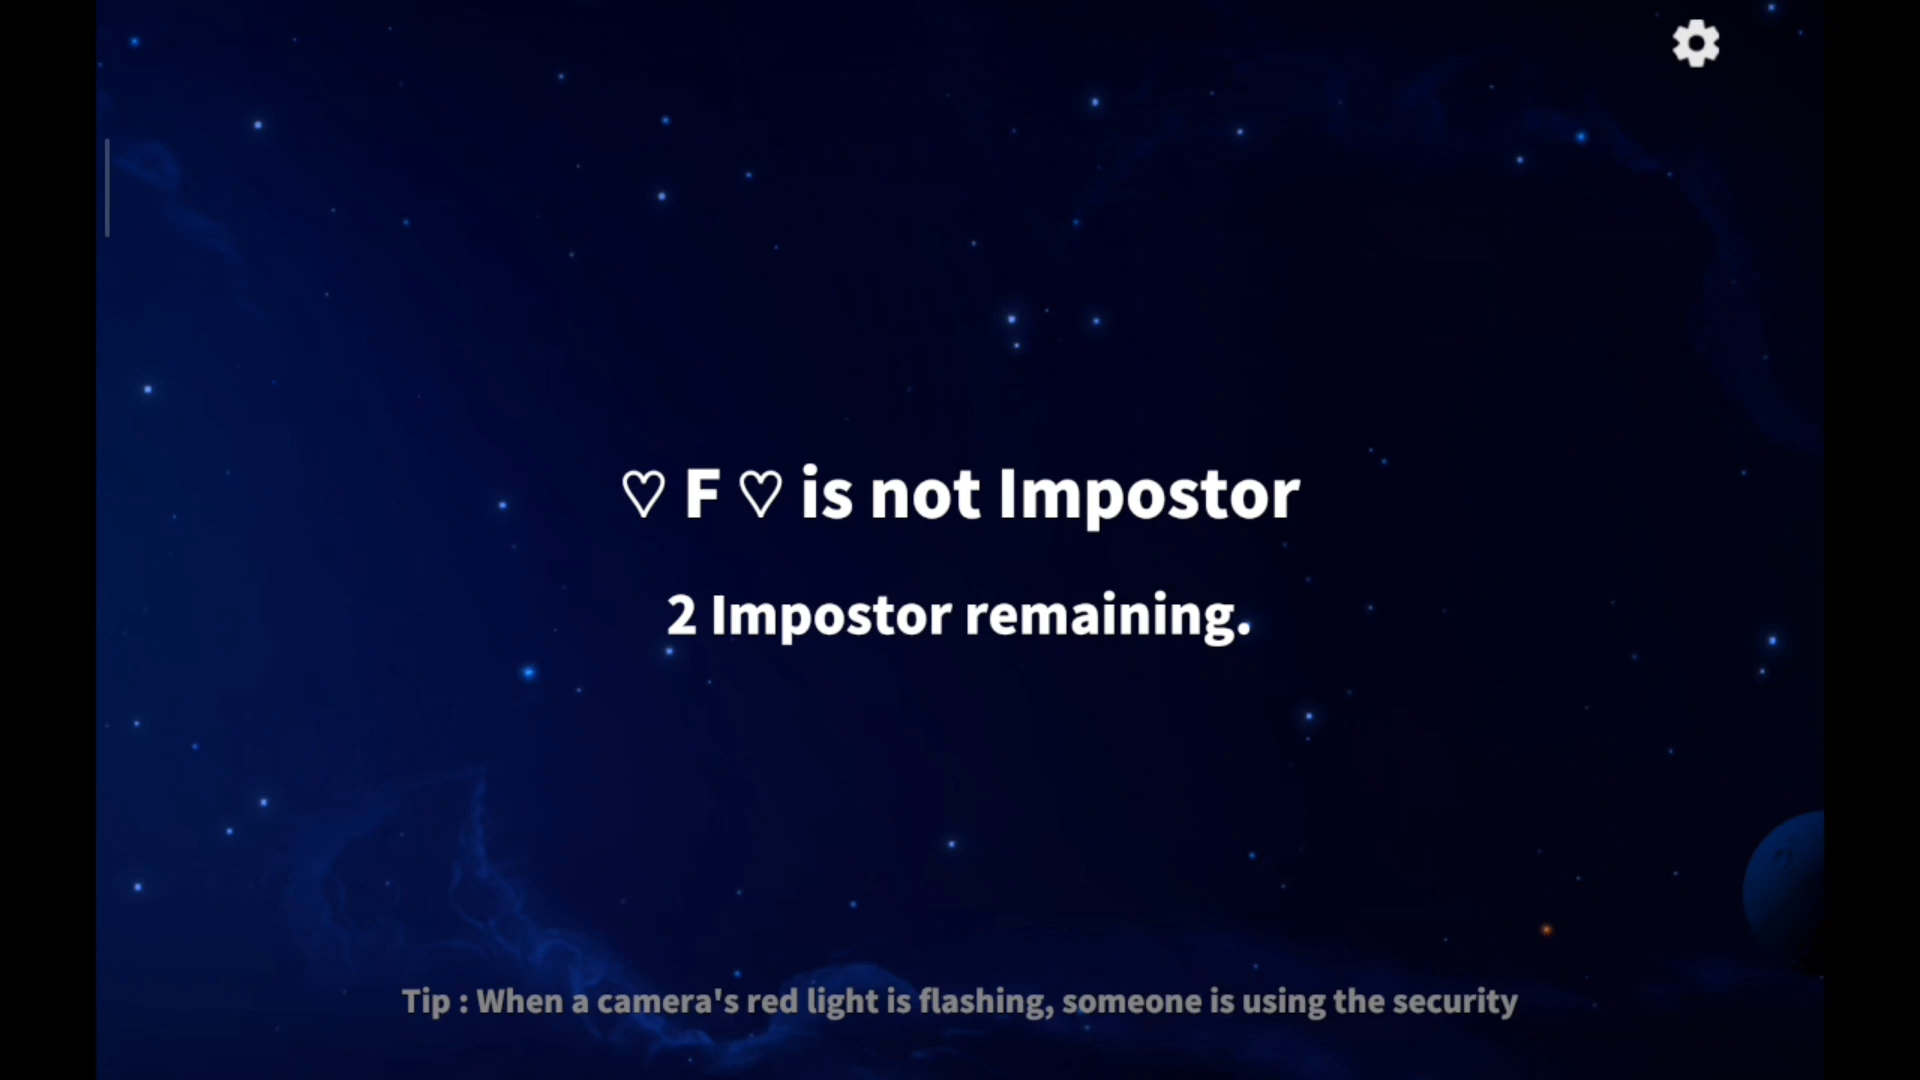 ♡ F ♡ is not Impostor
2 Impostor remaining.
Tip : When a camera's red light is flashing, someone is using the security